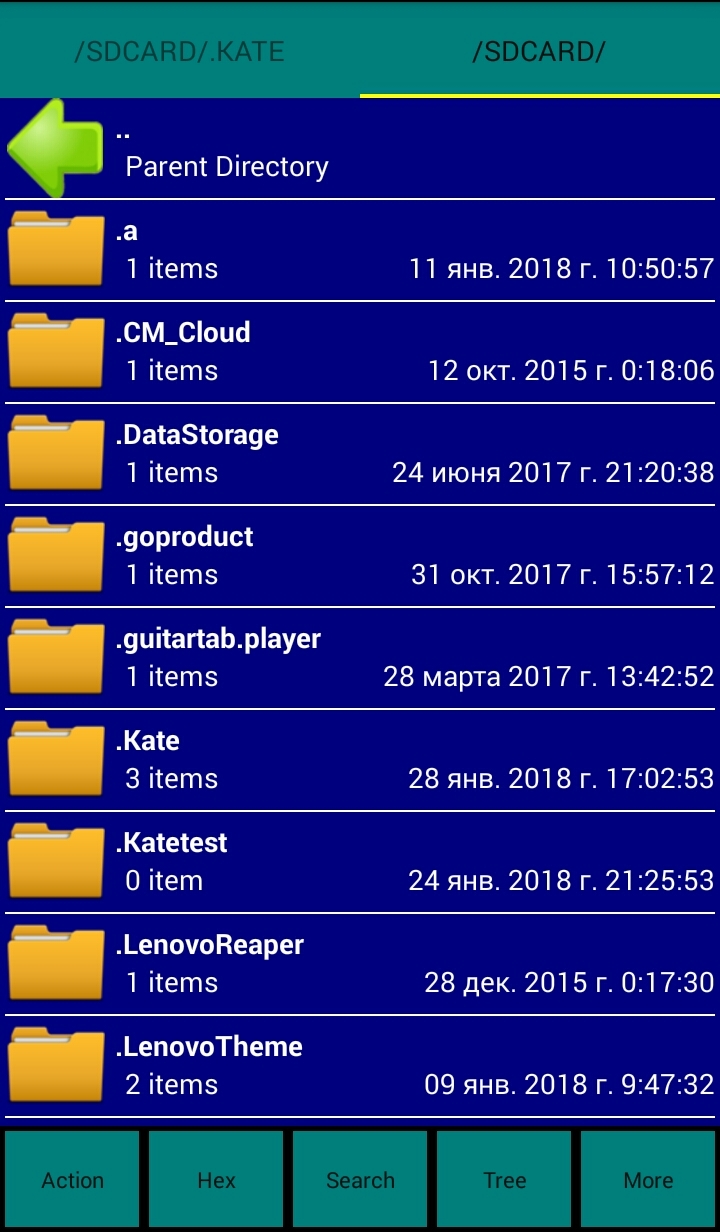 /SDCARD/.KATE /SDCARD/
..
Parent Directory
.a
1 items 11 янв. 2018 г. 10:50:57
.CM_Cloud
1 items 12 окт. 2015 г. 0:18:06
.DataStorage
1 items 24 июня 2017 г. 21:20:38
.goproduct
1 items 31 окт. 2017 г. 15:57:12
.guitartab.player
1 items 28 марта 2017 г. 13:42:52
.Kate
3 items 28 янв. 2018 г. 17:02:53
.Katetest
0 item 24 янв. 2018 г. 21:25:53
.LenovoReaper
1 items 28 дек. 2015 г. 0:17:30
.LenovoTheme
2 items 09 янв. 2018 г. 9:47:32
Action Hex Search Tree More